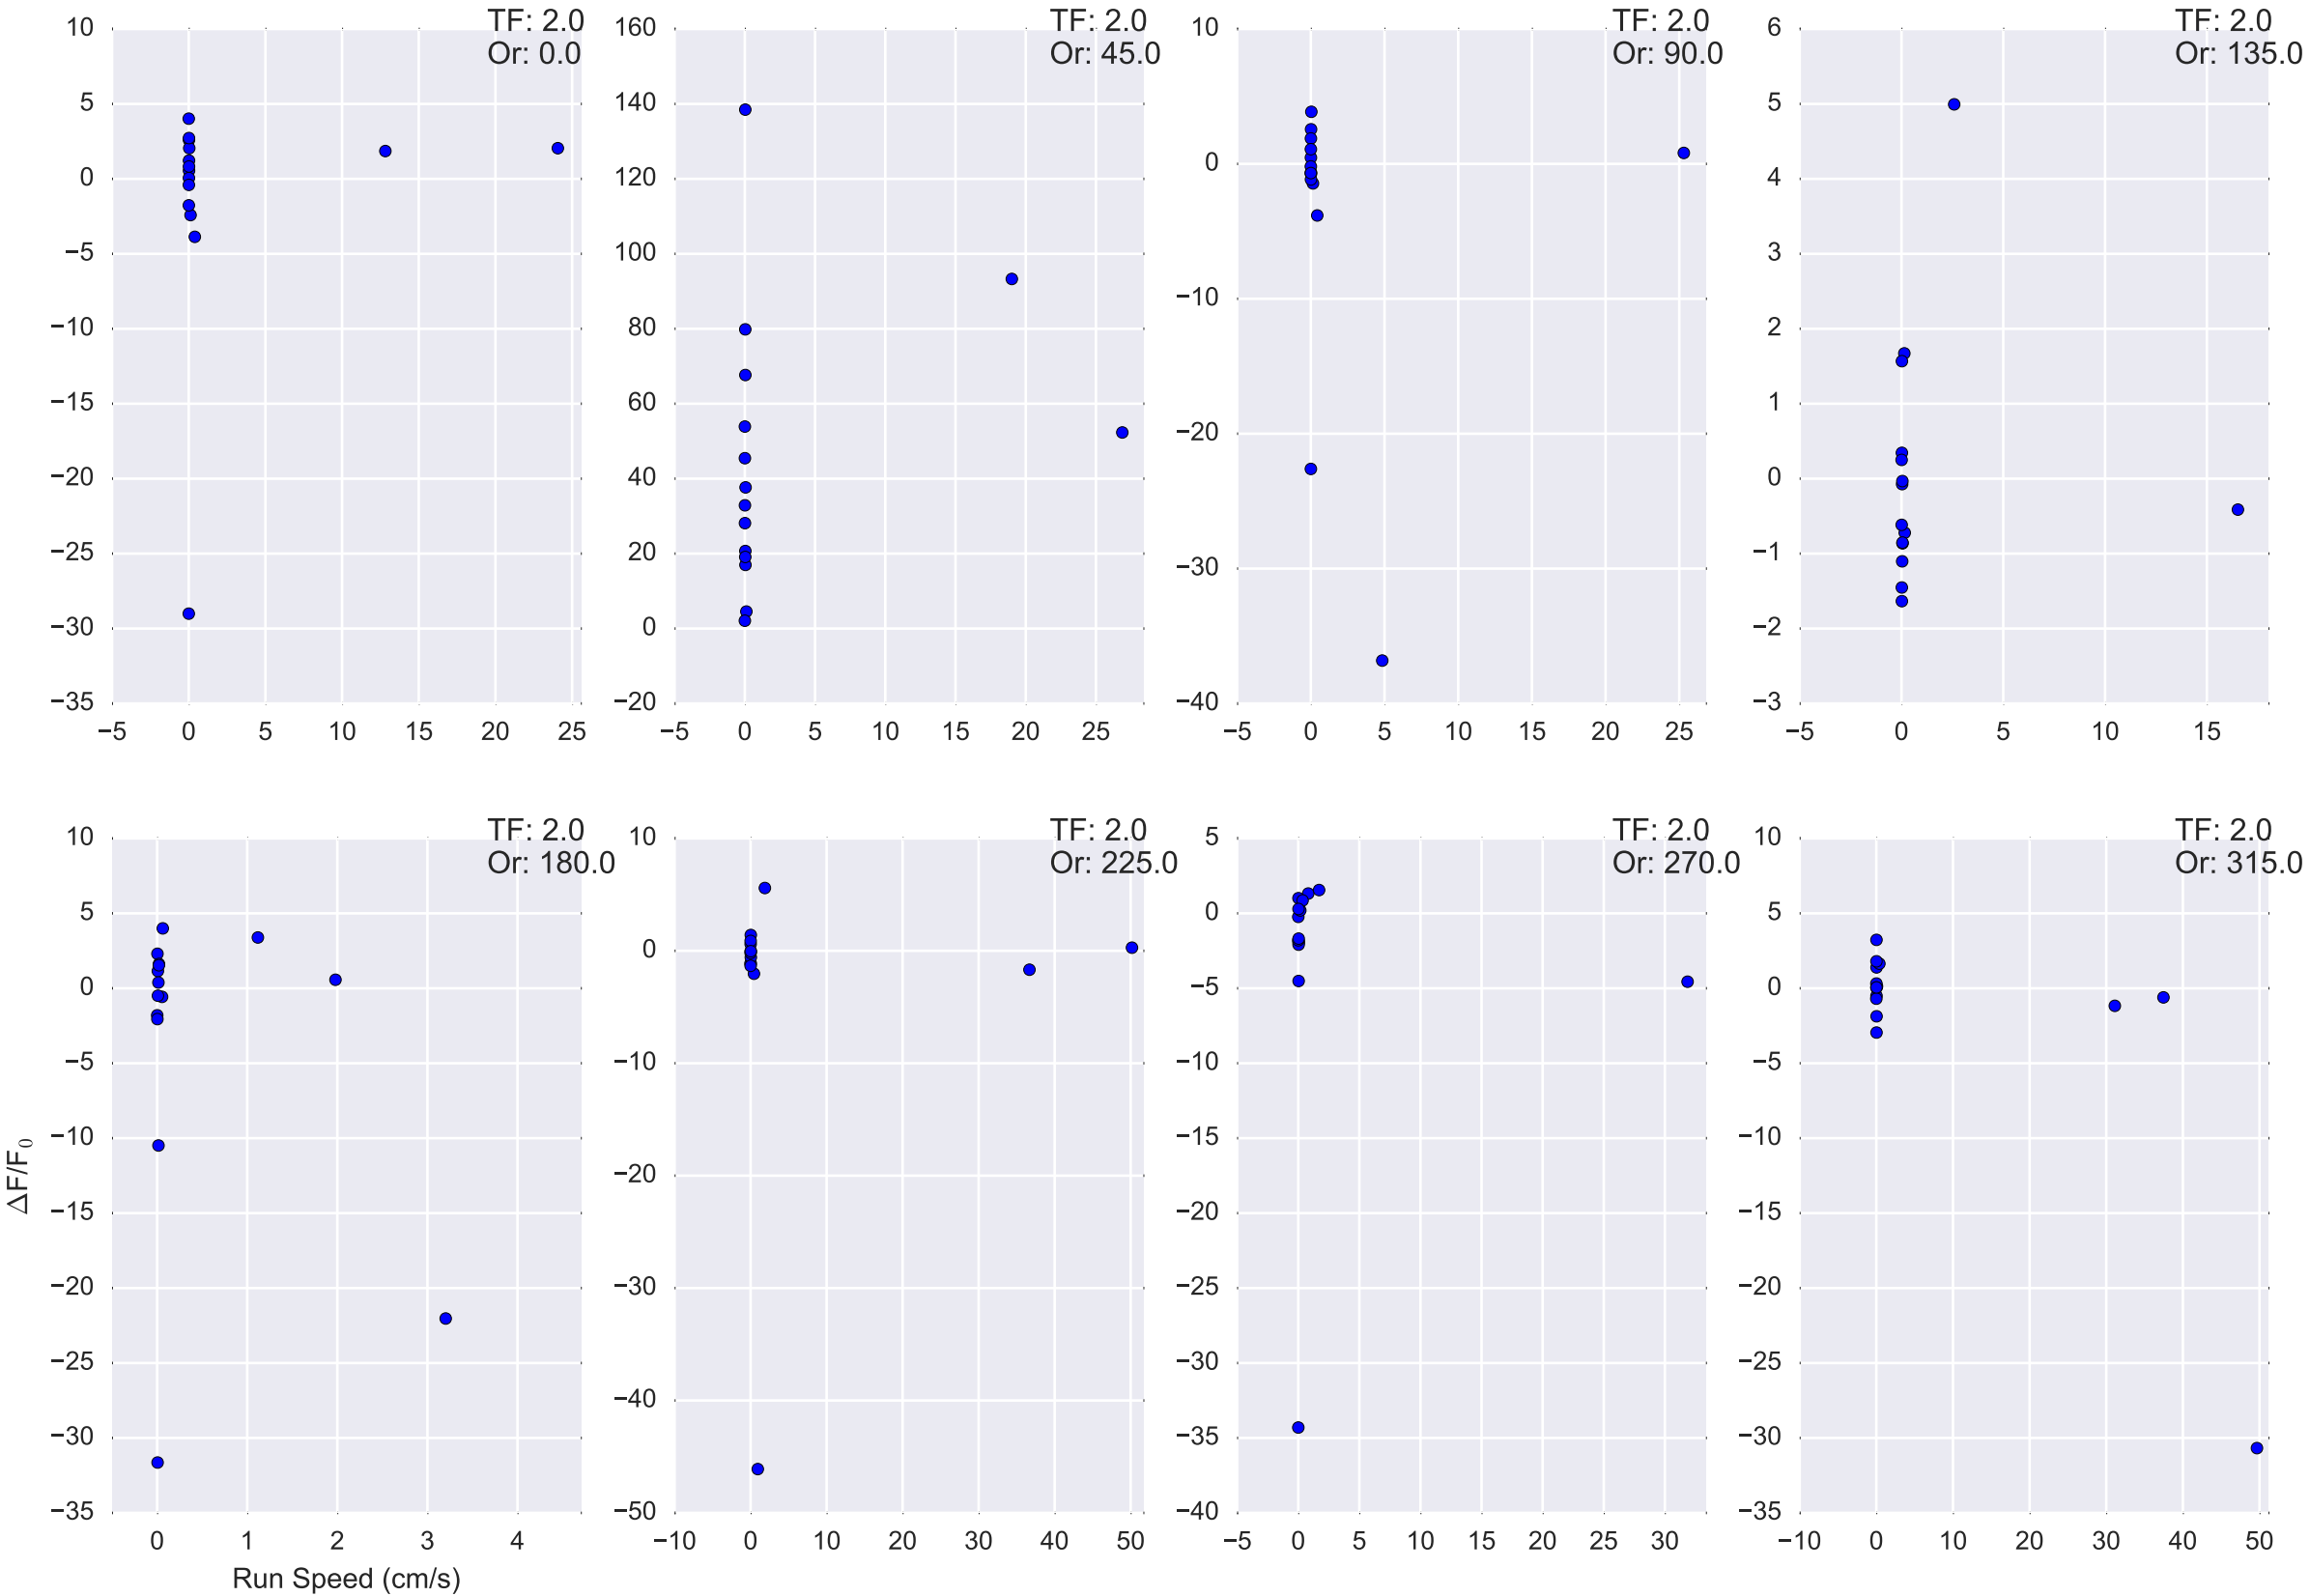 TF: 2.0
Or: 0.0
10
5
0
−5
−10
−15
−20
−25
−30
−35
−5 0 5 10 15 20 25
TF: 2.0
Or: 45.0
160
140
120
100
80
60
40
20
0
−20
−5 0 5 10 15 20 25
TF: 2.0
Or: 90.0
10
0
−10
−20
−30
−40
−5 0 5 10 15 20 25
TF: 2.0
Or: 135.0
6
5
4
3
2
1
0
−1
−2
−3
−5 0 5 10 15
TF: 2.0
Or: 180.0
10
5
0
−5
−10
−15
−20
−25
−30
−35
0 1 2 3 4
ΔF/F₀
Run Speed (cm/s)
TF: 2.0
Or: 225.0
10
0
−10
−20
−30
−40
−50
−10 0 10 20 30 40 50
TF: 2.0
Or: 270.0
5
0
−5
−10
−15
−20
−25
−30
−35
−40
−5 0 5 10 15 20 25 30
TF: 2.0
Or: 315.0
10
5
0
−5
−10
−15
−20
−25
−30
−35
−10 0 10 20 30 40 50